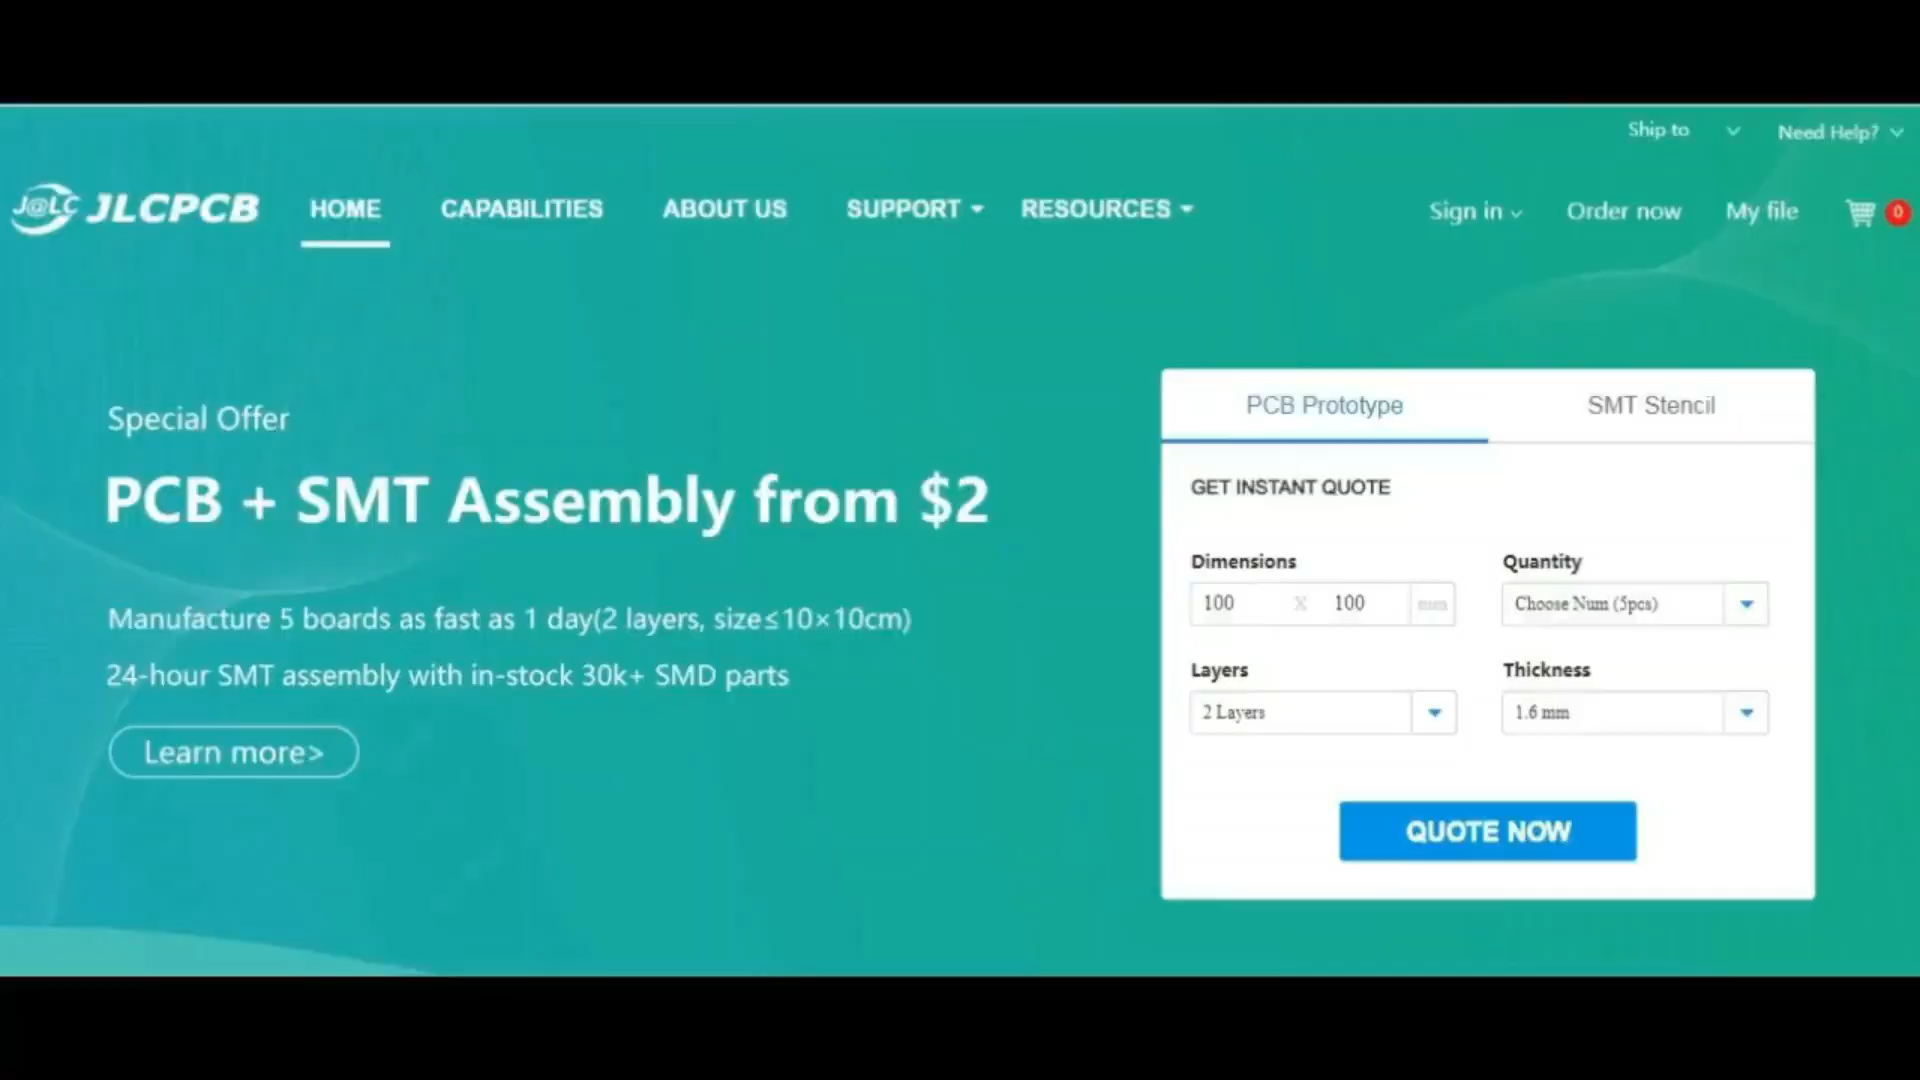 Ship to
Need Help?
J@LC JLCPCB
HOME
CAPABILITIES
ABOUT US
SUPPORT
RESOURCES
Sign in
Order now
My file
0
Special Offer
PCB + SMT Assembly from $2
Manufacture 5 boards as fast as 1 day(2 layers, size≤10×10cm)
24-hour SMT assembly with in-stock 30k+ SMD parts
Learn more>
PCB Prototype
SMT Stencil
GET INSTANT QUOTE
Dimensions
Quantity
100 X 100 mm
Choose Num (5pcs)
Layers
Thickness
2 Layers
1.6 mm
QUOTE NOW